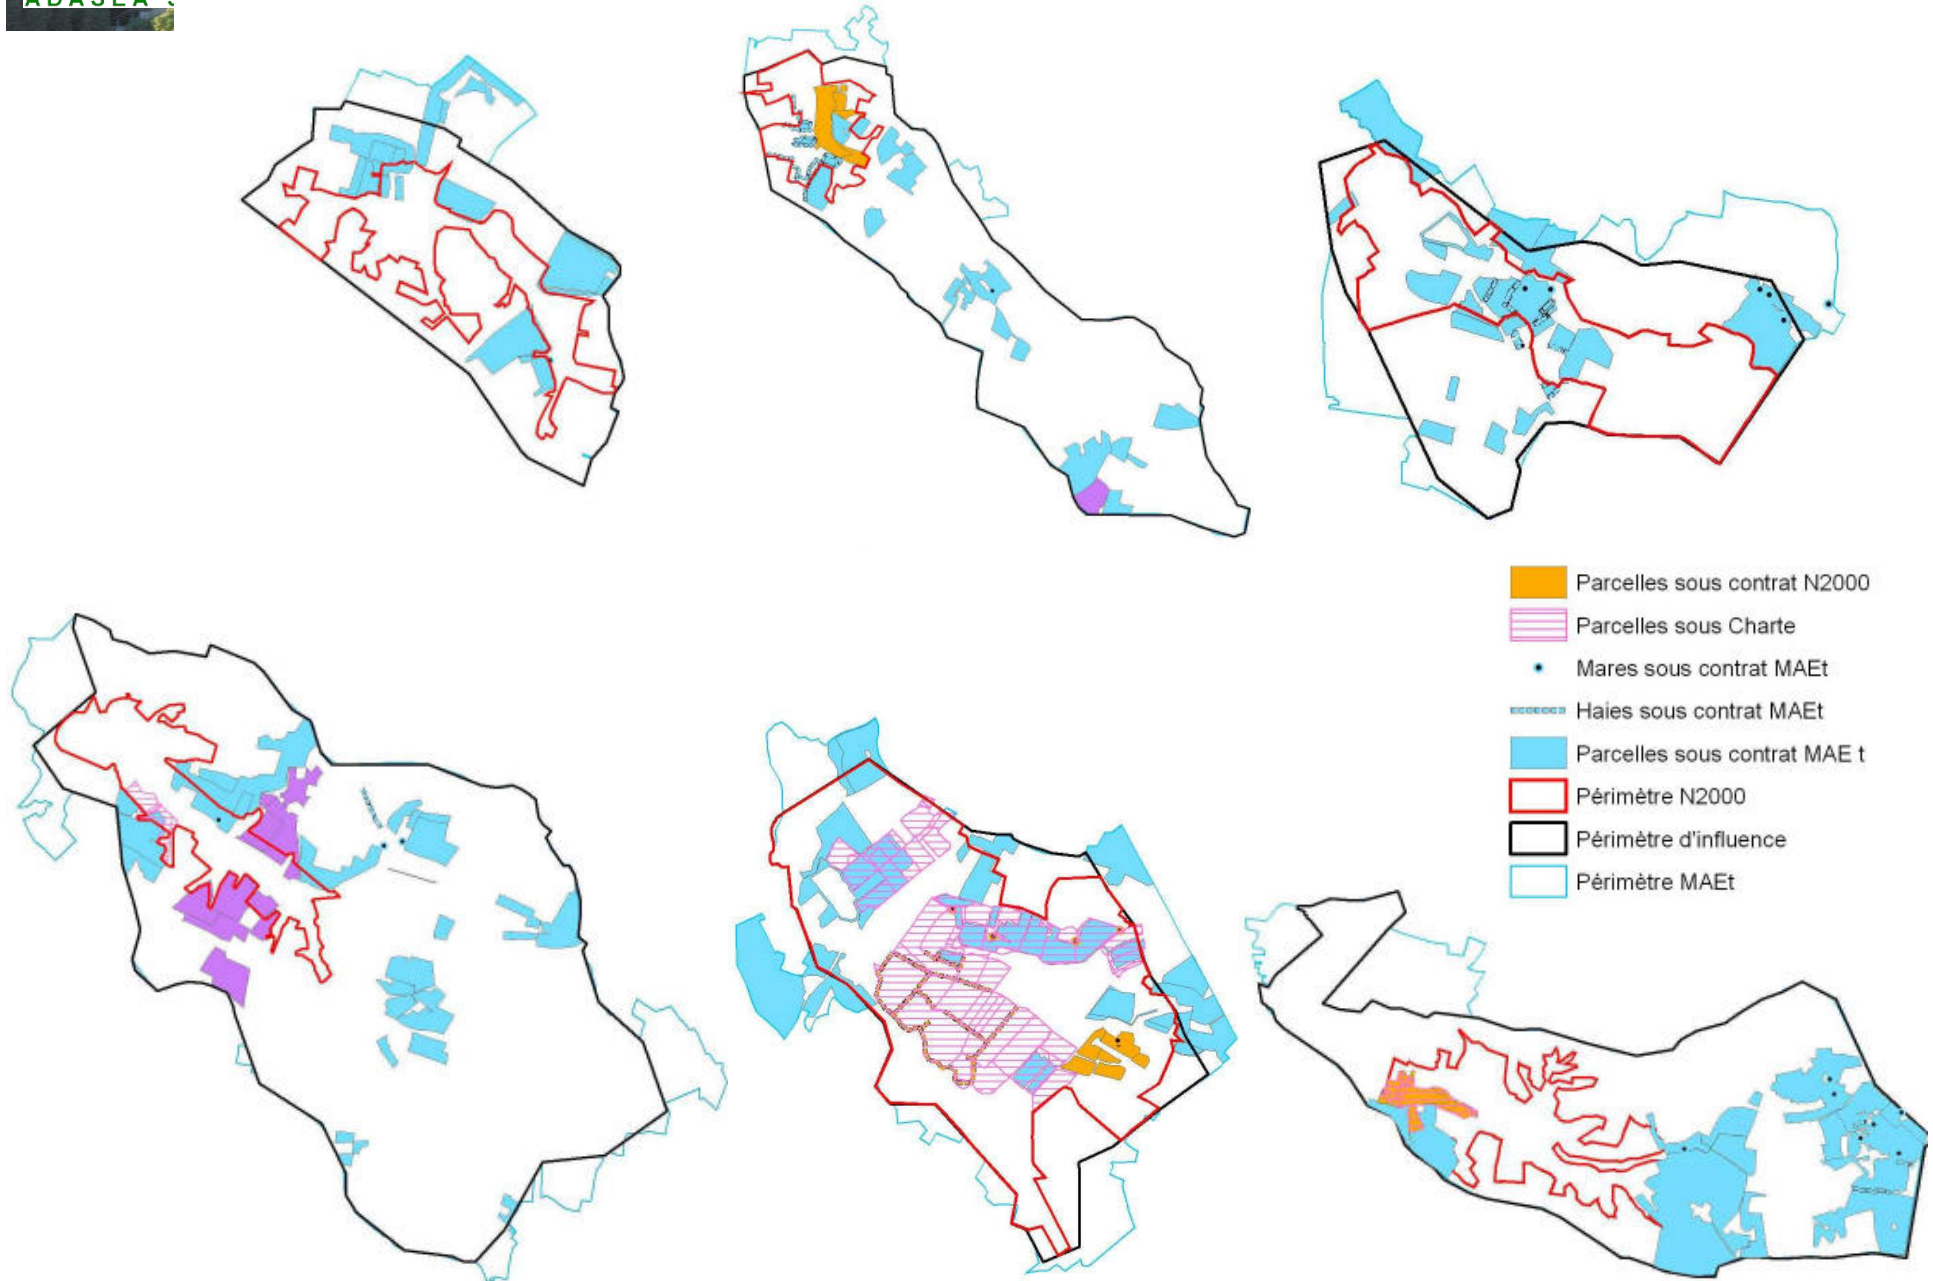 ADASEA
Parcelles sous contrat N2000
Parcelles sous Charte
Mares sous contrat MAEt
Haies sous contrat MAEt
Parcelles sous contrat MAE t
Périmètre N2000
Périmètre d'influence
Périmètre MAEt